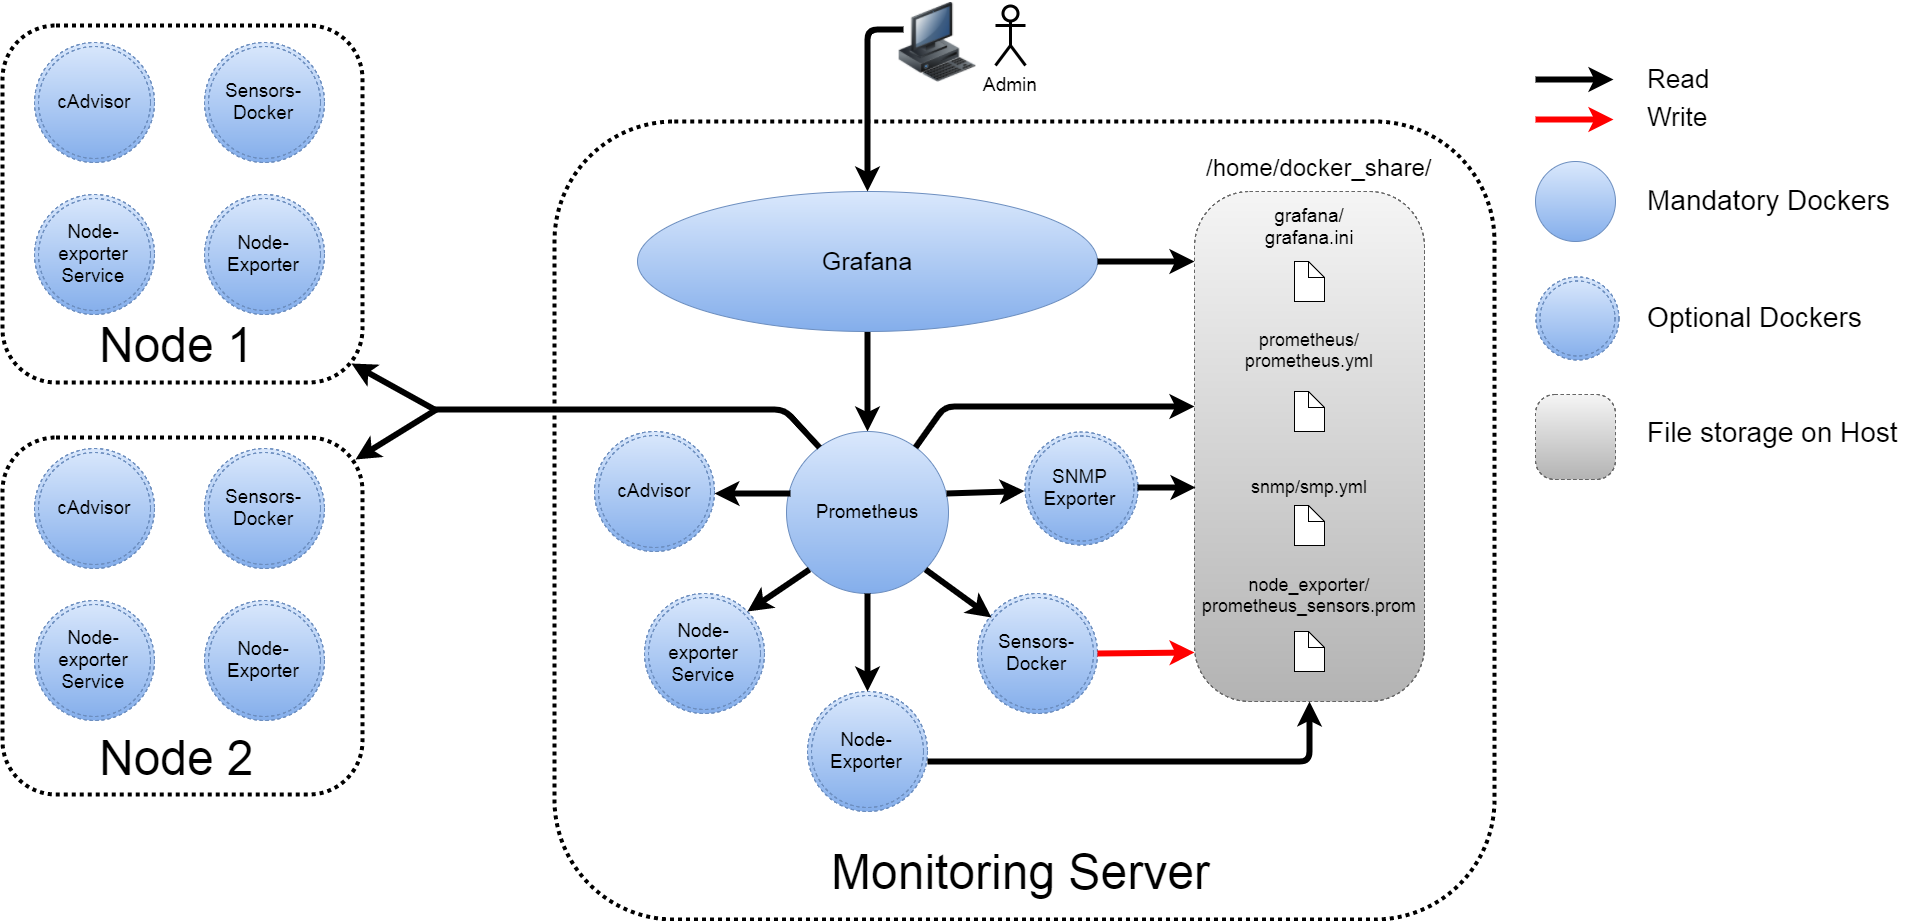 cAdvisor
Sensors-
Docker
Node-
exporter
Service
Node-
Exporter
Node 1
cAdvisor
Sensors-
Docker
Node-
exporter
Service
Node-
Exporter
Node 2
Admin
Grafana
Prometheus
cAdvisor
SNMP
Exporter
Node-
exporter
Service
Sensors-
Docker
Node-
Exporter
/home/docker_share/
grafana/
grafana.ini
prometheus/
prometheus.yml
snmp/smp.yml
node_exporter/
prometheus_sensors.prom
Monitoring Server
Read
Write
Mandatory Dockers
Optional Dockers
File storage on Host